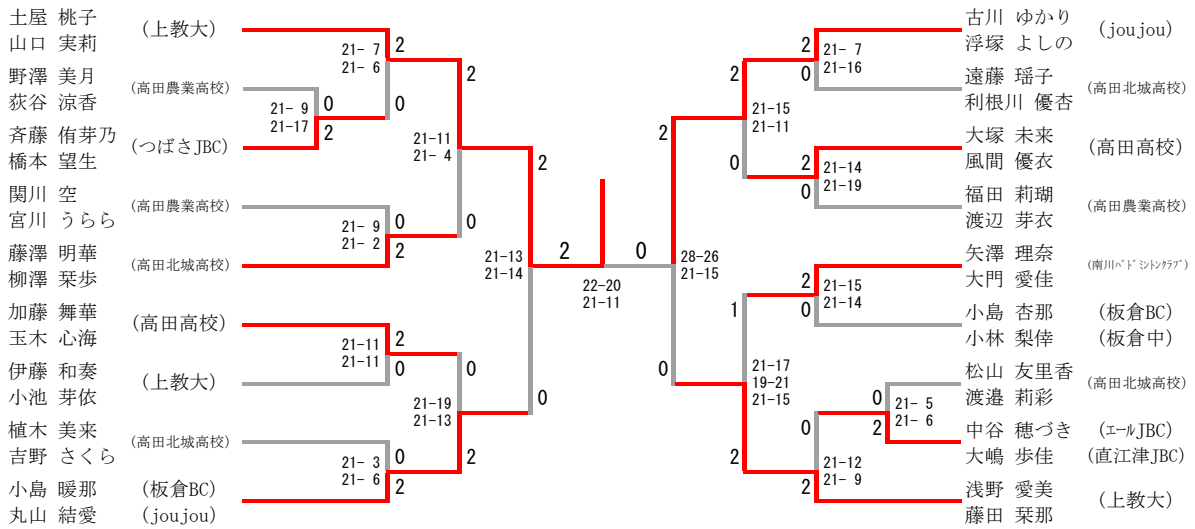 土屋 桃子
山口 実莉
(上教大)
野澤 美月
荻谷 涼香
(高田農業高校)
斉藤 侑芽乃
橋本 望生
(つばさJBC)
関川 空
宮川 うらら
(高田農業高校)
藤澤 明華
柳澤 栞歩
(高田北城高校)
加藤 舞華
玉木 心海
(高田高校)
伊藤 和奏
小池 芽依
(上教大)
植木 美来
吉野 さくら
(高田北城高校)
小島 暖那 (板倉BC)
丸山 結愛 (joujou)
21- 7
21- 6
2
0
21- 9
21-17
0
2
21-11
21- 4
2
0
21- 9
21- 2
0
2
21-13
21-14
2
0
21-11
21-11
2
0
21-19
21-13
0
2
21- 3
21- 6
0
2
2
0
22-20
21-11
28-26
21-15
2
0
21-15
21-11
2
0
21- 7
21-16
2
0
21-14
21-19
2
0
21-15
21-14
2
0
21-17
19-21
21-15
1
2
21- 5
21- 6
0
2
21-12
21- 9
0
2
古川 ゆかり
浮塚 よしの
(joujou)
遠藤 瑶子
利根川 優杏
(高田北城高校)
大塚 未来
風間 優衣
(高田高校)
福田 莉瑚
渡辺 芽衣
(高田農業高校)
矢澤 理奈
大門 愛佳
(南川ﾊﾞﾄﾞﾐﾝﾄﾝｸﾗﾌﾞ)
小島 杏那 (板倉BC)
小林 梨倖 (板倉中)
松山 友里香
渡邉 莉彩
(高田北城高校)
中谷 穂づき (ｴｰﾙJBC)
大嶋 歩佳 (直江津JBC)
浅野 愛美
藤田 栞那
(上教大)